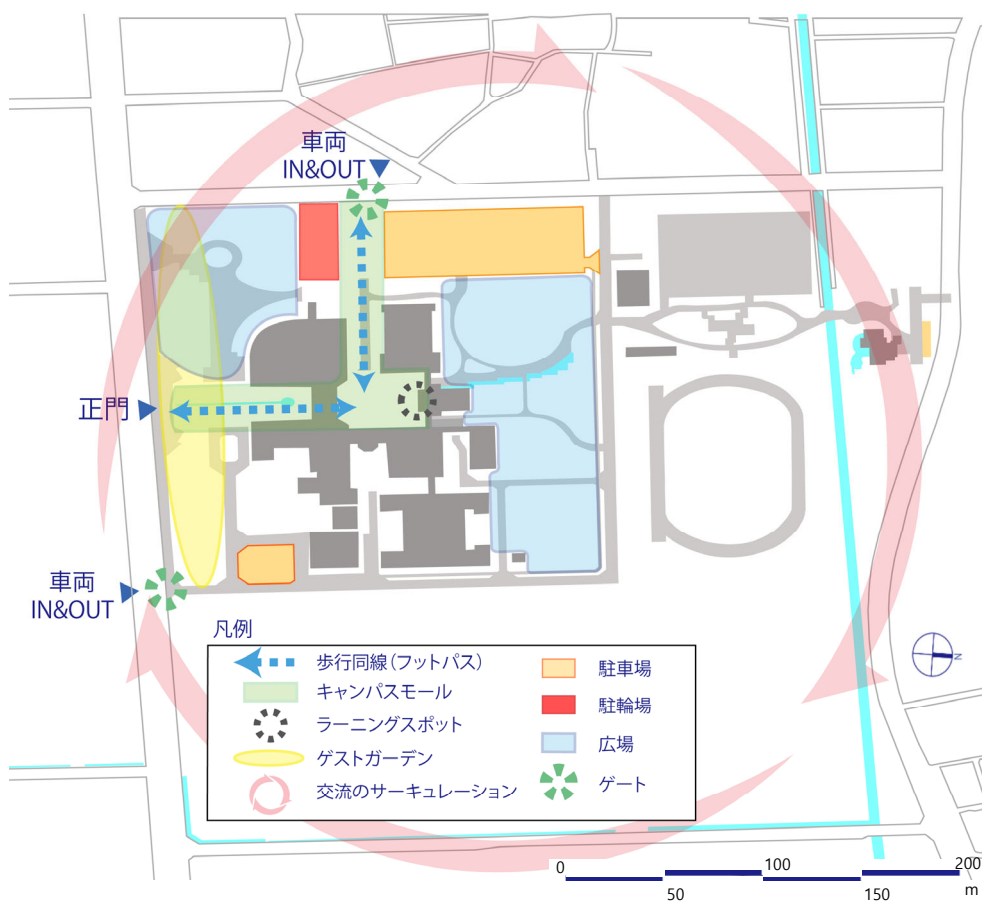 車両
IN&OUT
正門
車両
IN&OUT
凡例
歩行同線(フットパス)
キャンパスモール
ラーニングスポット
ゲストガーデン
交流のサーキュレーション
駐車場
駐輪場
広場
ゲート
N
0
100
200
50
150
m